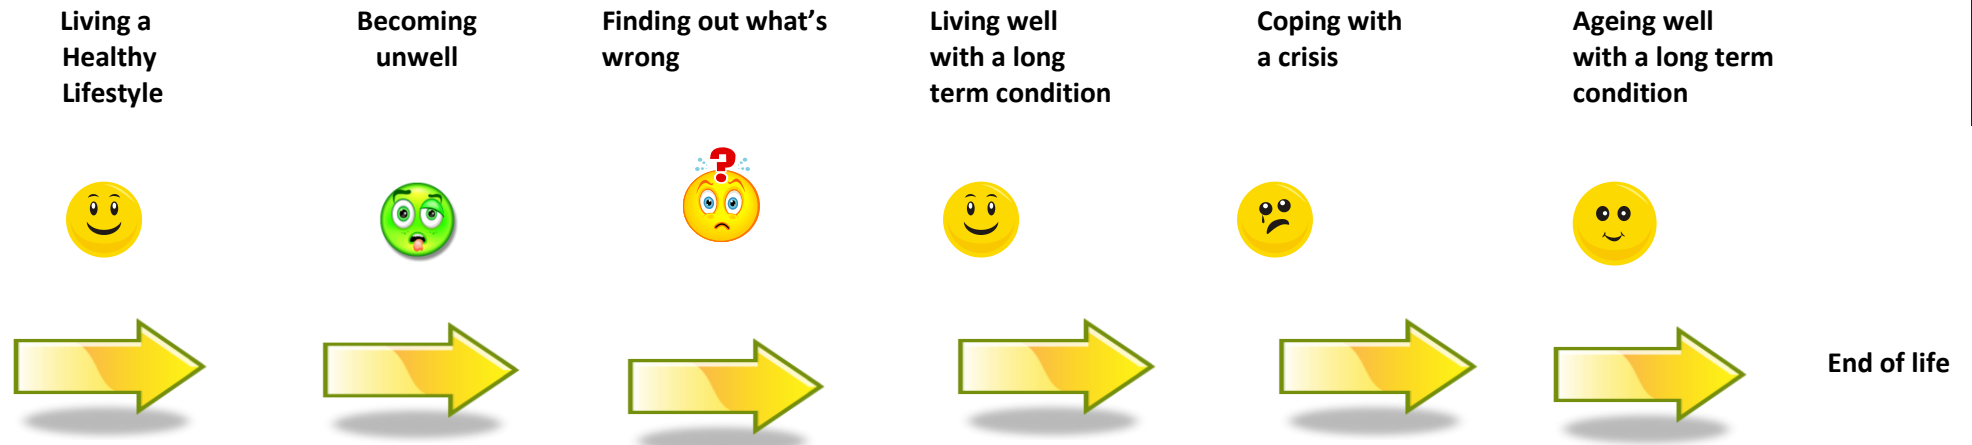 Living a
Healthy
Lifestyle
Becoming
unwell
Finding out what’s
wrong
Living well
with a long
term condition
Coping with
a crisis
Ageing well
with a long term
condition
?
End of life